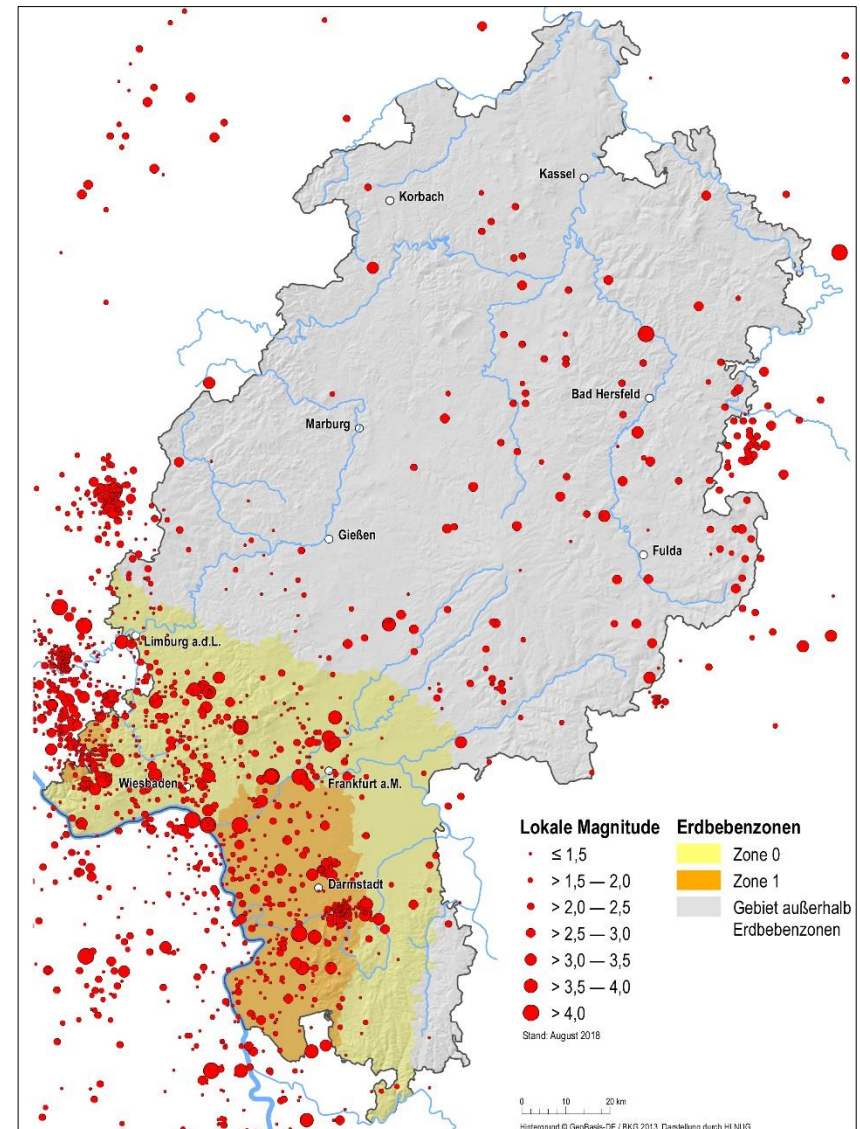 Kassel
Korbach
Bad Hersfeld
Marburg
Gießen
Fulda
Limburg a.d.L.
Wiesbaden
Frankfurt a.M.
Darmstadt
Lokale Magnitude
≤ 1,5
> 1,5 — 2,0
> 2,0 — 2,5
> 2,5 — 3,0
> 3,0 — 3,5
> 3,5 — 4,0
> 4,0
Stand: August 2018
Erdbebenzonen
Zone 0
Zone 1
Gebiet außerhalb
Erdbebenzonen
0 10 20 km
Hintergrund © GeoBasis-DE / BKG 2013, Darstellung durch HLNUG